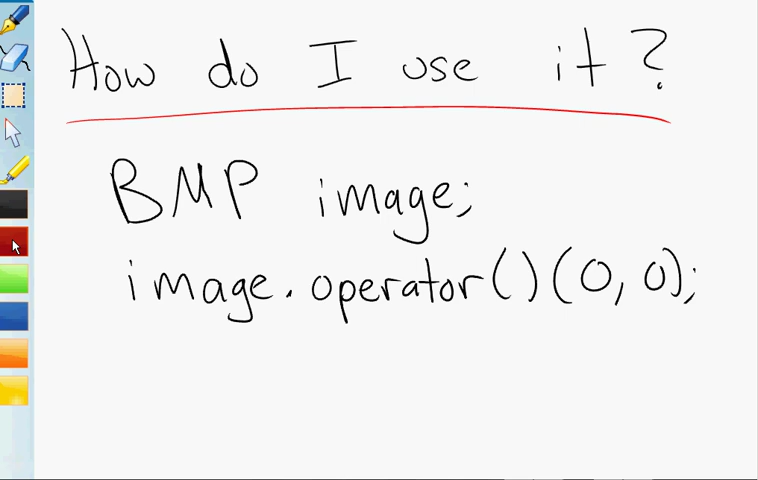 How do I use it?
BMP image;
image.operator()(0,0);